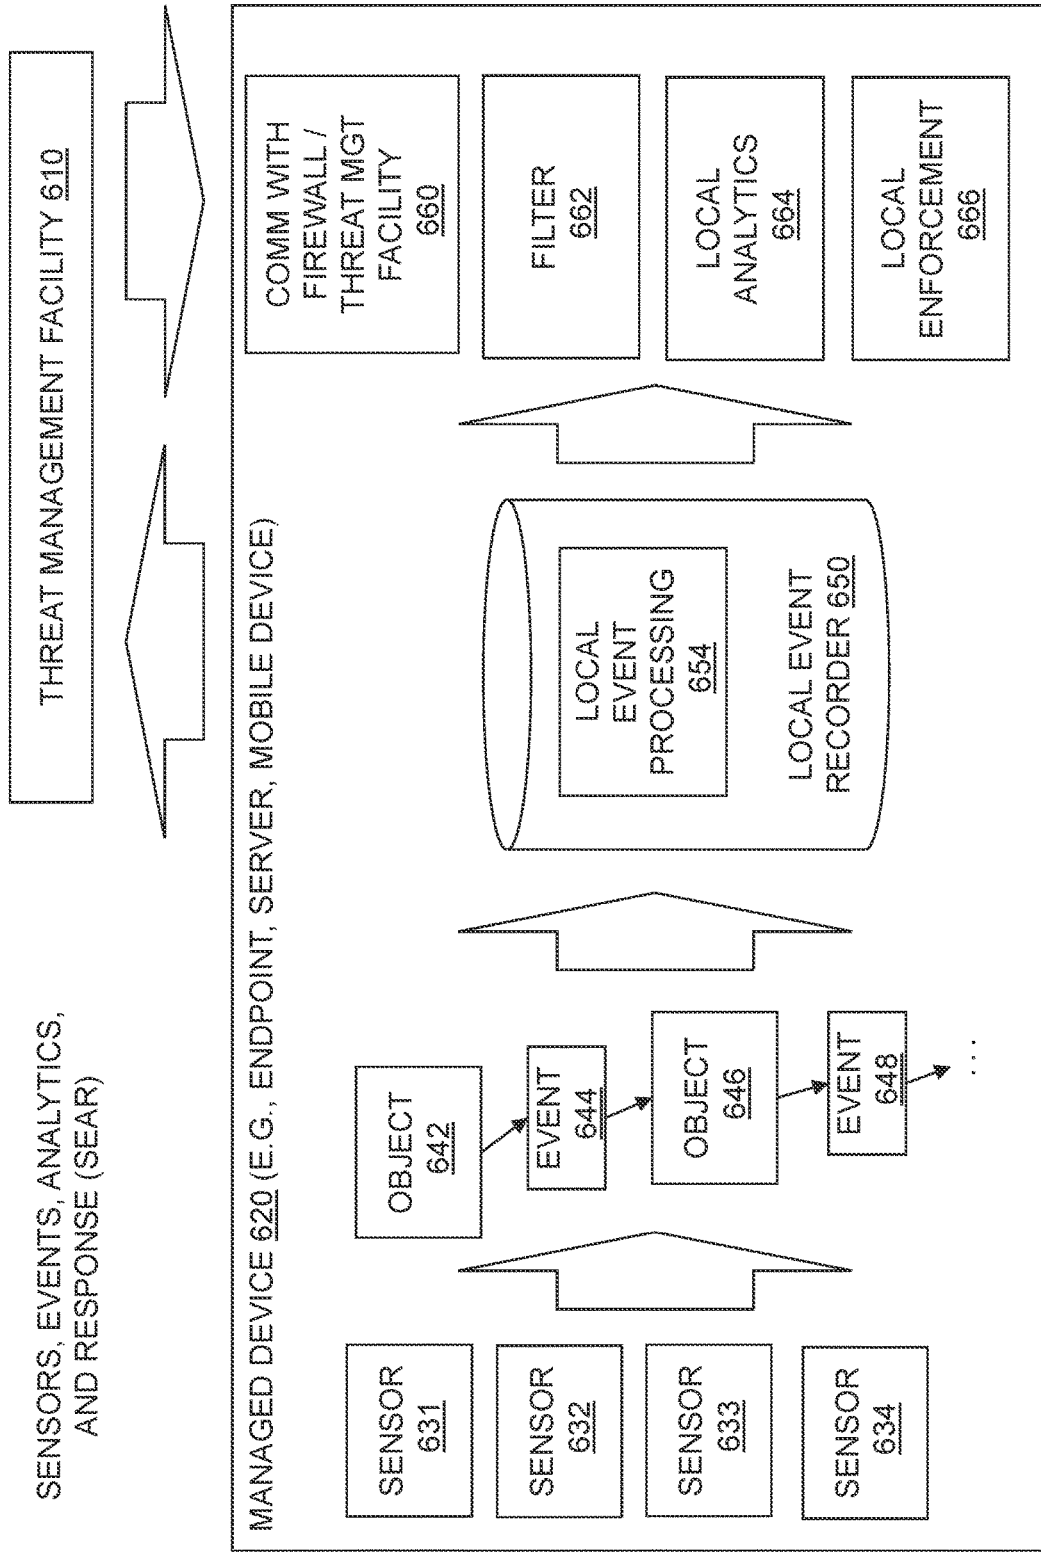 SENSORS, EVENTS, ANALYTICS,
AND RESPONSE (SEAR)
THREAT MANAGEMENT FACILITY 610
MANAGED DEVICE 620 (E.G., ENDPOINT, SERVER, MOBILE DEVICE)
SENSOR
631
SENSOR
632
SENSOR
633
SENSOR
634
OBJECT
642
EVENT
644
OBJECT
646
EVENT
648
...
LOCAL
EVENT
PROCESSING
654
LOCAL EVENT
RECORDER 650
COMM WITH
FIREWALL /
THREAT MGT
FACILITY
660
FILTER
662
LOCAL
ANALYTICS
664
LOCAL
ENFORCEMENT
666